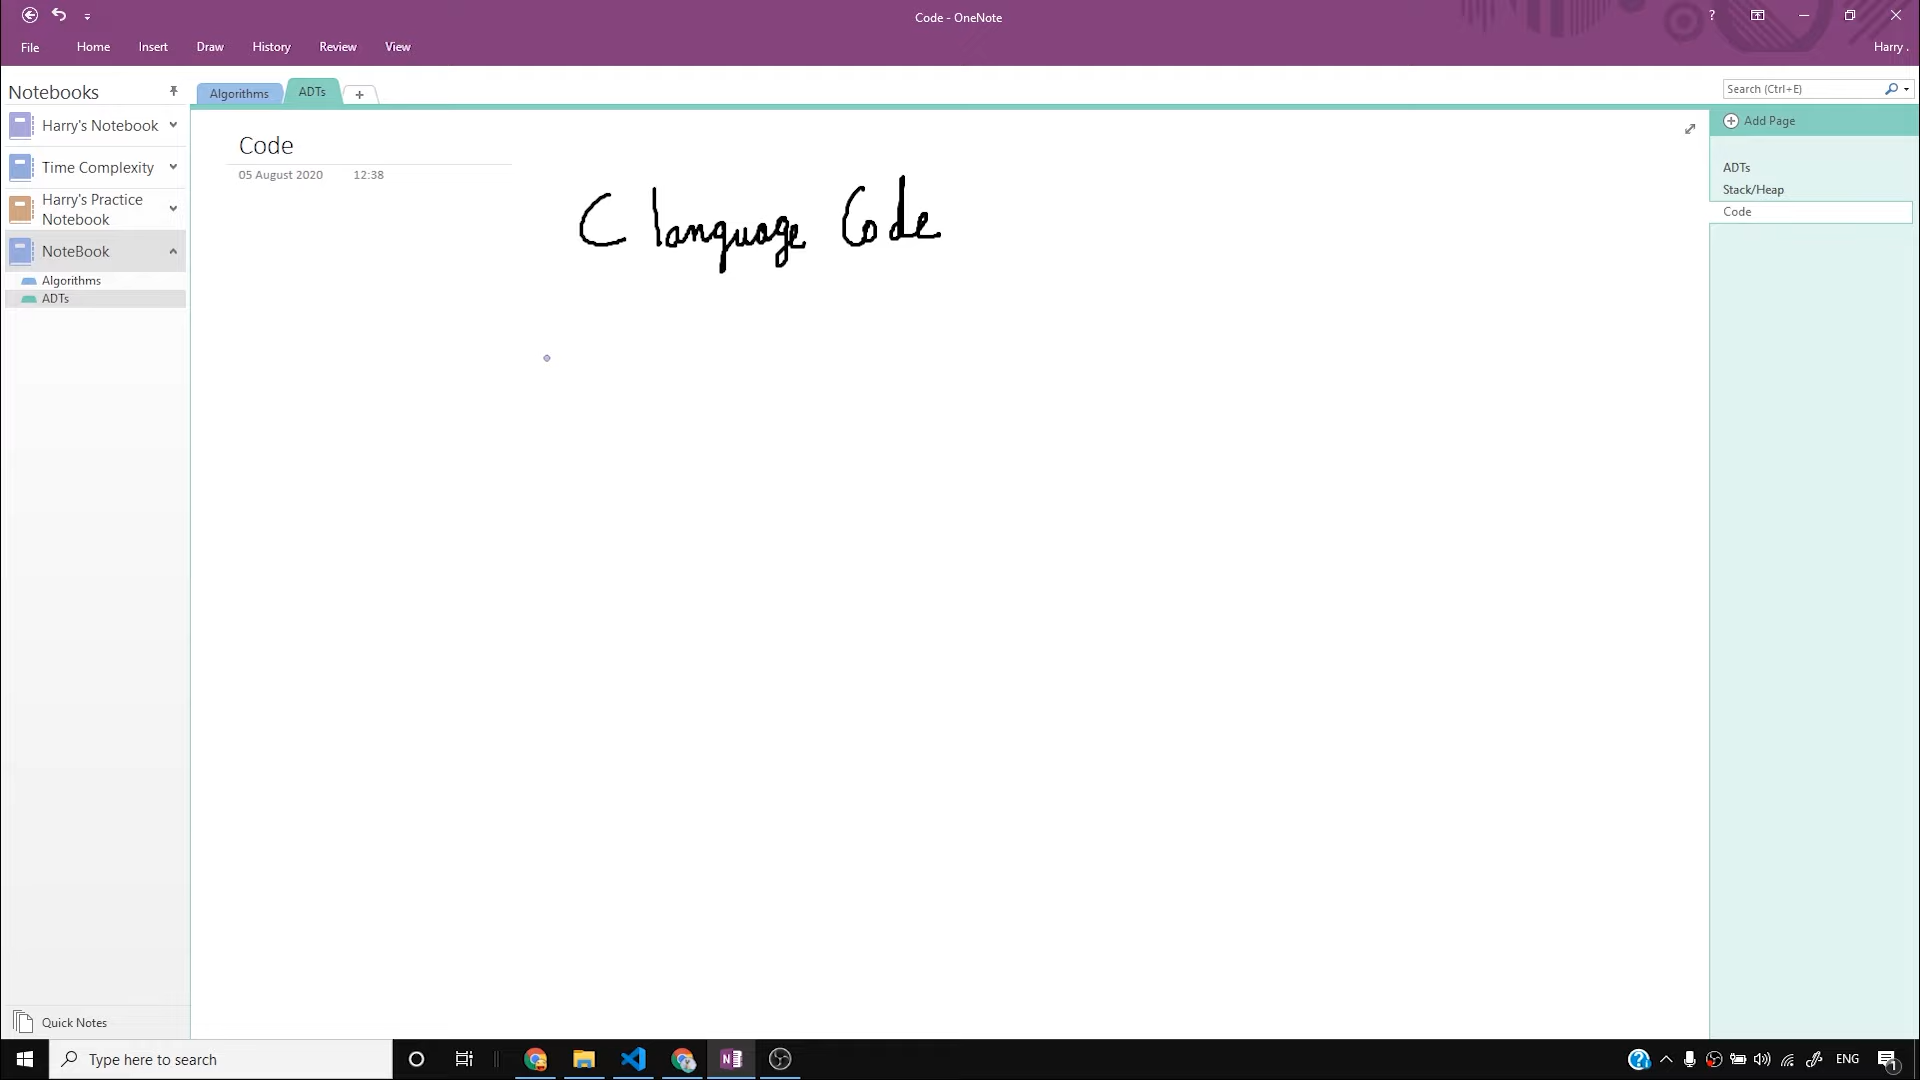 Code - OneNote
?
File Home Insert Draw History Review View
Harry .
Notebooks
Algorithms ADTs +
Search (Ctrl+E)
Harry's Notebook
Time Complexity
Harry's Practice
Notebook
NoteBook
Algorithms
ADTs
Code
05 August 2020 12:38
C language Code
Add Page
ADTs
Stack/Heap
Code
Quick Notes
Type here to search
ENG
1